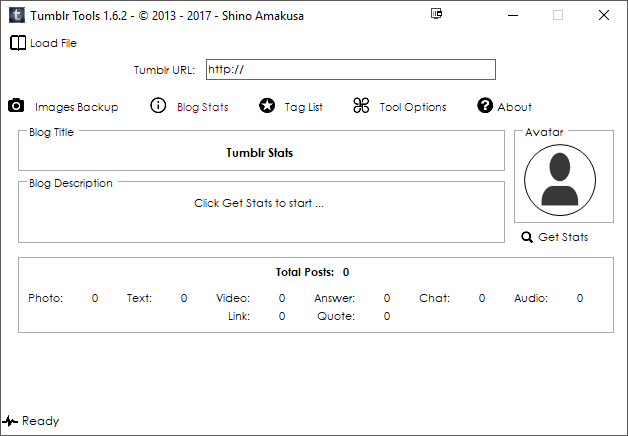 Tumblr Tools 1.6.2 - © 2013 - 2017 - Shino Amakusa
Load File
Tumblr URL: http://
Images Backup Blog Stats Tag List Tool Options About
Blog Title
Tumblr Stats
Avatar
Blog Description
Click Get Stats to start ...
Get Stats
Total Posts: 0
Photo: 0 Text: 0 Video: 0 Answer: 0 Chat: 0 Audio: 0
Link: 0 Quote: 0
Ready